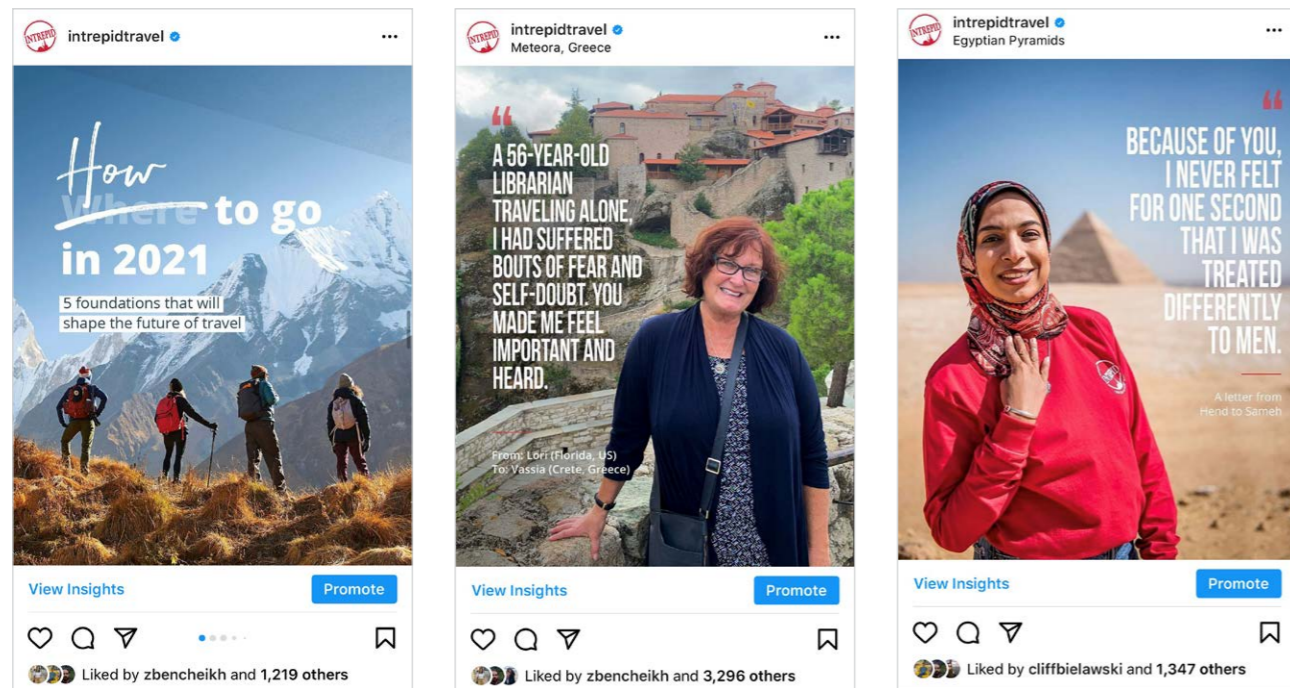 INTREPID
intrepidtravel
How
Where to go
in 2021
5 foundations that will
shape the future of travel
View Insights
Promote
Liked by zbencheikh and 1,219 others
INTREPID
intrepidtravel
Meteora, Greece
“
A 56-YEAR-OLD
LIBRARIAN
TRAVELING ALONE,
I HAD SUFFERED
BOUTS OF FEAR AND
SELF-DOUBT. YOU
MADE ME FEEL
IMPORTANT AND
HEARD.
From: Lori (Florida, US)
To: Vassia (Crete, Greece)
View Insights
Promote
Liked by zbencheikh and 3,296 others
INTREPID
intrepidtravel
Egyptian Pyramids
“
BECAUSE OF YOU,
I NEVER FELT
FOR ONE SECOND
THAT I WAS
TREATED
DIFFERENTLY
TO MEN.
A letter from
Hend to Sameh
View Insights
Promote
Liked by cliffbielawski and 1,347 others